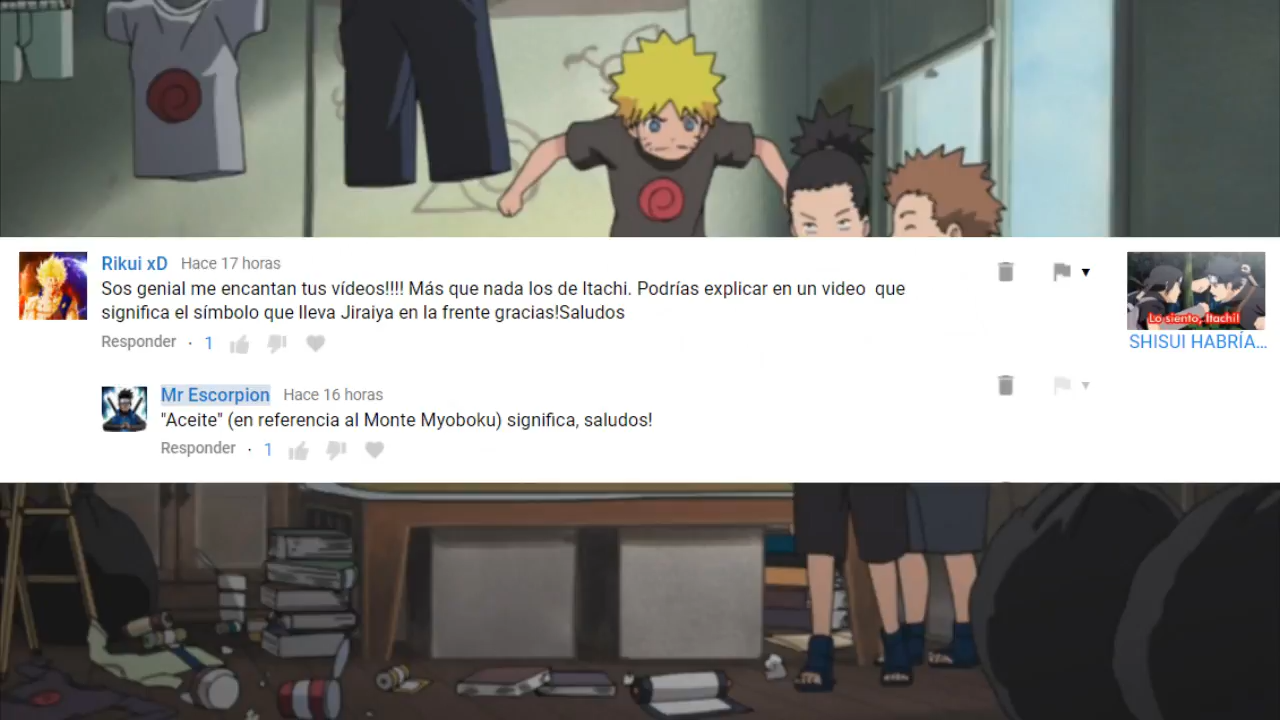 Rikui xD Hace 17 horas
Sos genial me encantan tus vídeos!!!! Más que nada los de Itachi. Podrías explicar en un video  que
significa el símbolo que lleva Jiraiya en la frente gracias!Saludos
Responder · 1
Lo siento, Itachi!
SHISUI HABRÍA...
Mr Escorpion Hace 16 horas
"Aceite" (en referencia al Monte Myoboku) significa, saludos!
Responder · 1